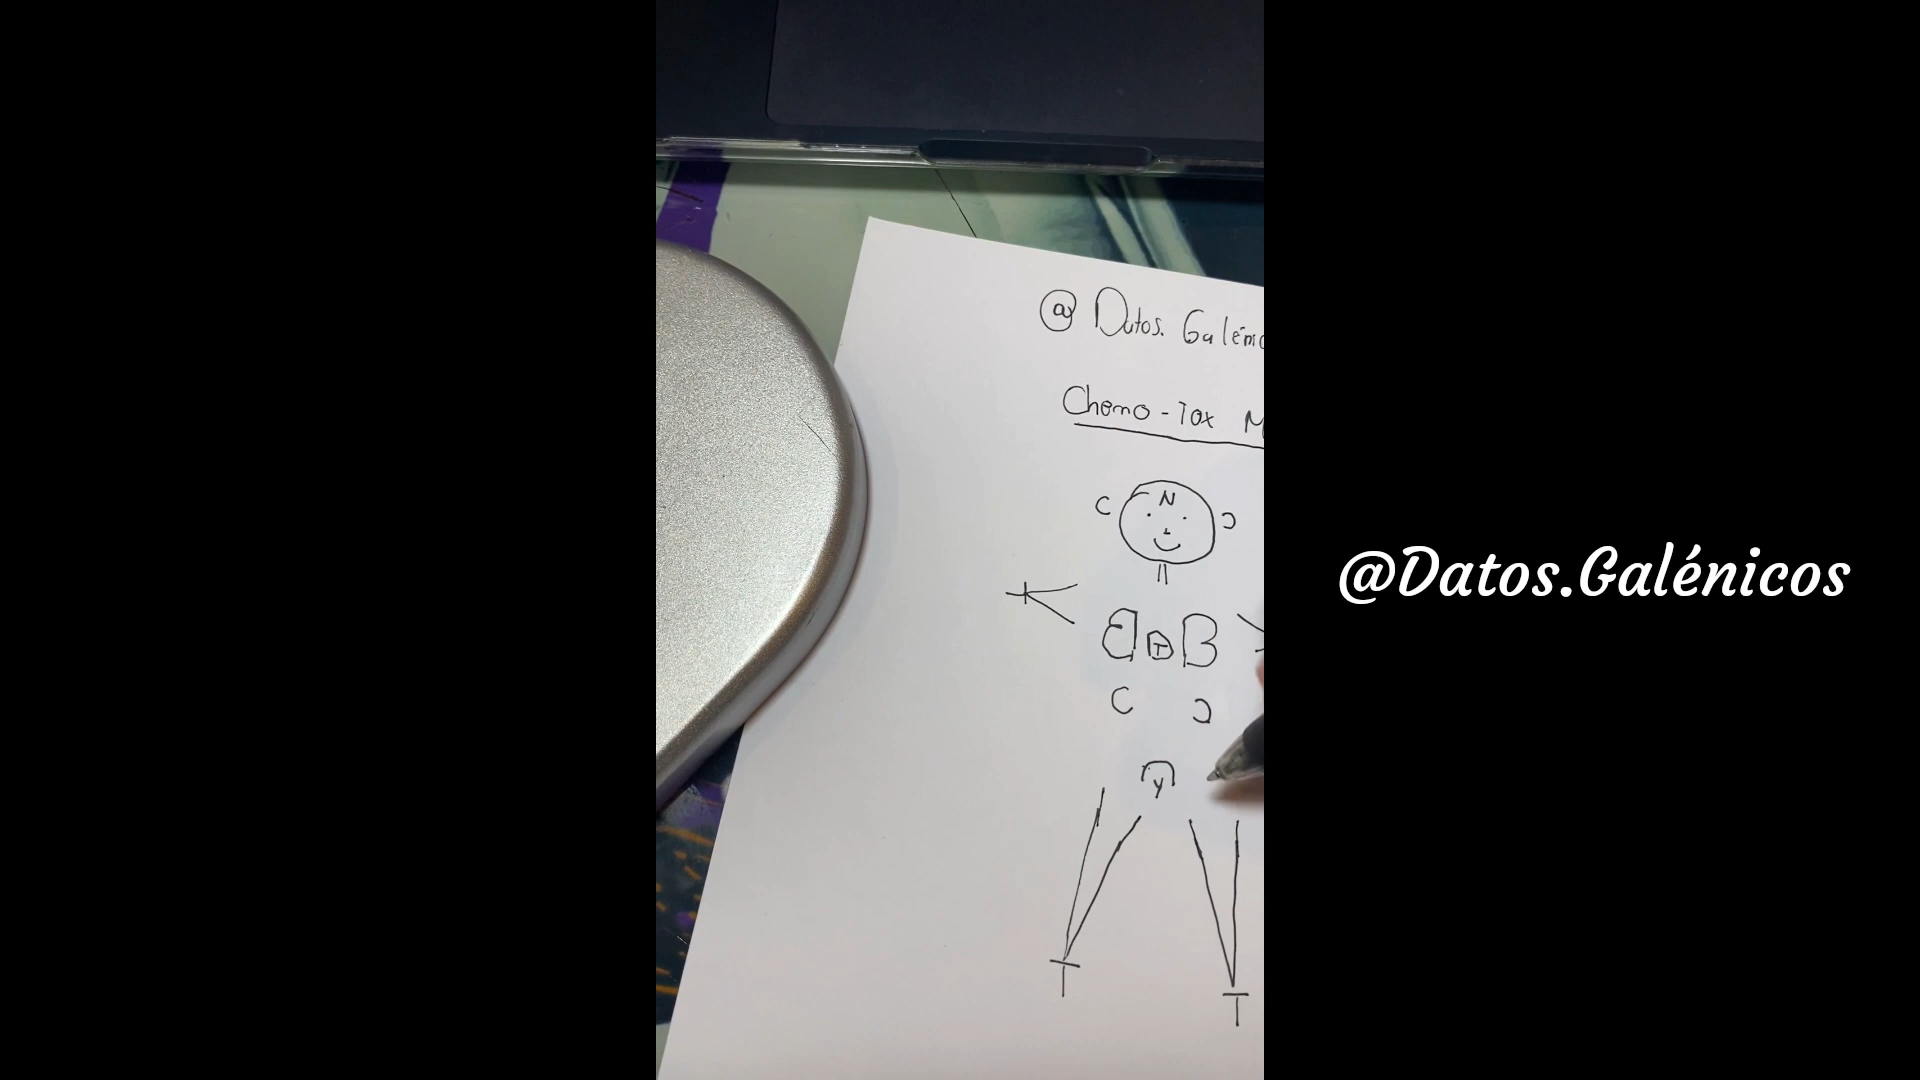 @ Datos. Galénic
Chemo-Tox M
C N C
T T
B T B
C C
Y
T T
@Datos.Galénicos